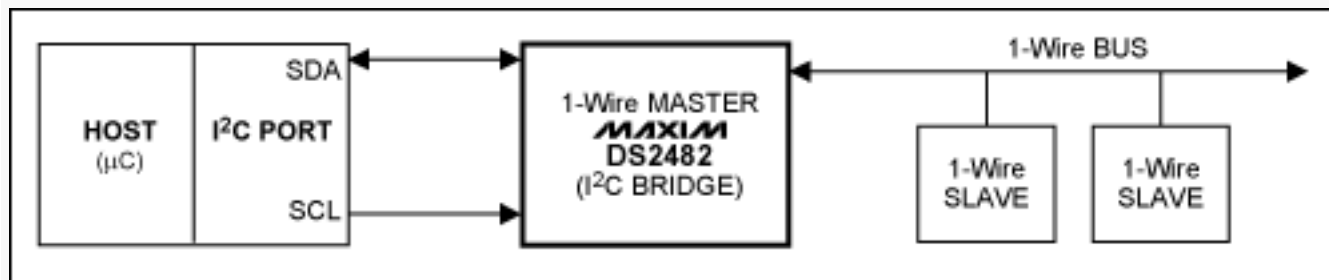 HOST
(μC)
I²C PORT
SDA
SCL
1-Wire MASTER
MAXIM
DS2482
(I²C BRIDGE)
1-Wire BUS
1-Wire
SLAVE
1-Wire
SLAVE